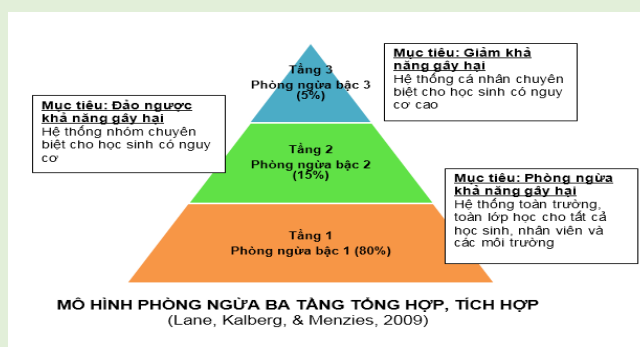 Tầng 3
Phòng ngừa bậc 3
(5%)
Mục tiêu: Giảm khả
năng gây hại
Hệ thống cá nhân chuyên
biệt cho học sinh có nguy
cơ cao
Mục tiêu: Đảo ngược
khả năng gây hại
Hệ thống nhóm chuyên
biệt cho học sinh có nguy
cơ
Tầng 2
Phòng ngừa bậc 2
(15%)
Mục tiêu: Phòng ngừa
khả năng gây hại
Hệ thống toàn trường,
toàn lớp học cho tất cả
học sinh, nhân viên và
các môi trường
Tầng 1
Phòng ngừa bậc 1 (80%)
MÔ HÌNH PHÒNG NGỪA BA TẦNG TỔNG HỢP, TÍCH HỢP
(Lane, Kalberg, & Menzies, 2009)